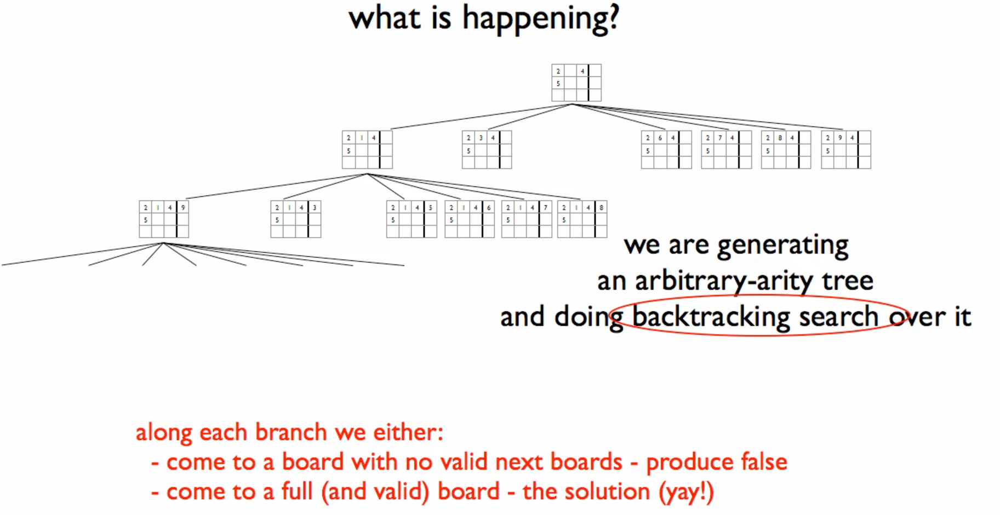 what is happening?
2 4
5
2 1 4
5
2 3 4
5
2 6 4
5
2 7 4
5
2 8 4
5
2 9 4
5
2 1 4 9
5
2 1 4 3
5
2 1 4 5
5
2 1 4 6
5
2 1 4 7
5
2 1 4 8
5
we are generating
an arbitrary-arity tree
and doing backtracking search over it
along each branch we either:
- come to a board with no valid next boards - produce false
- come to a full (and valid) board - the solution (yay!)